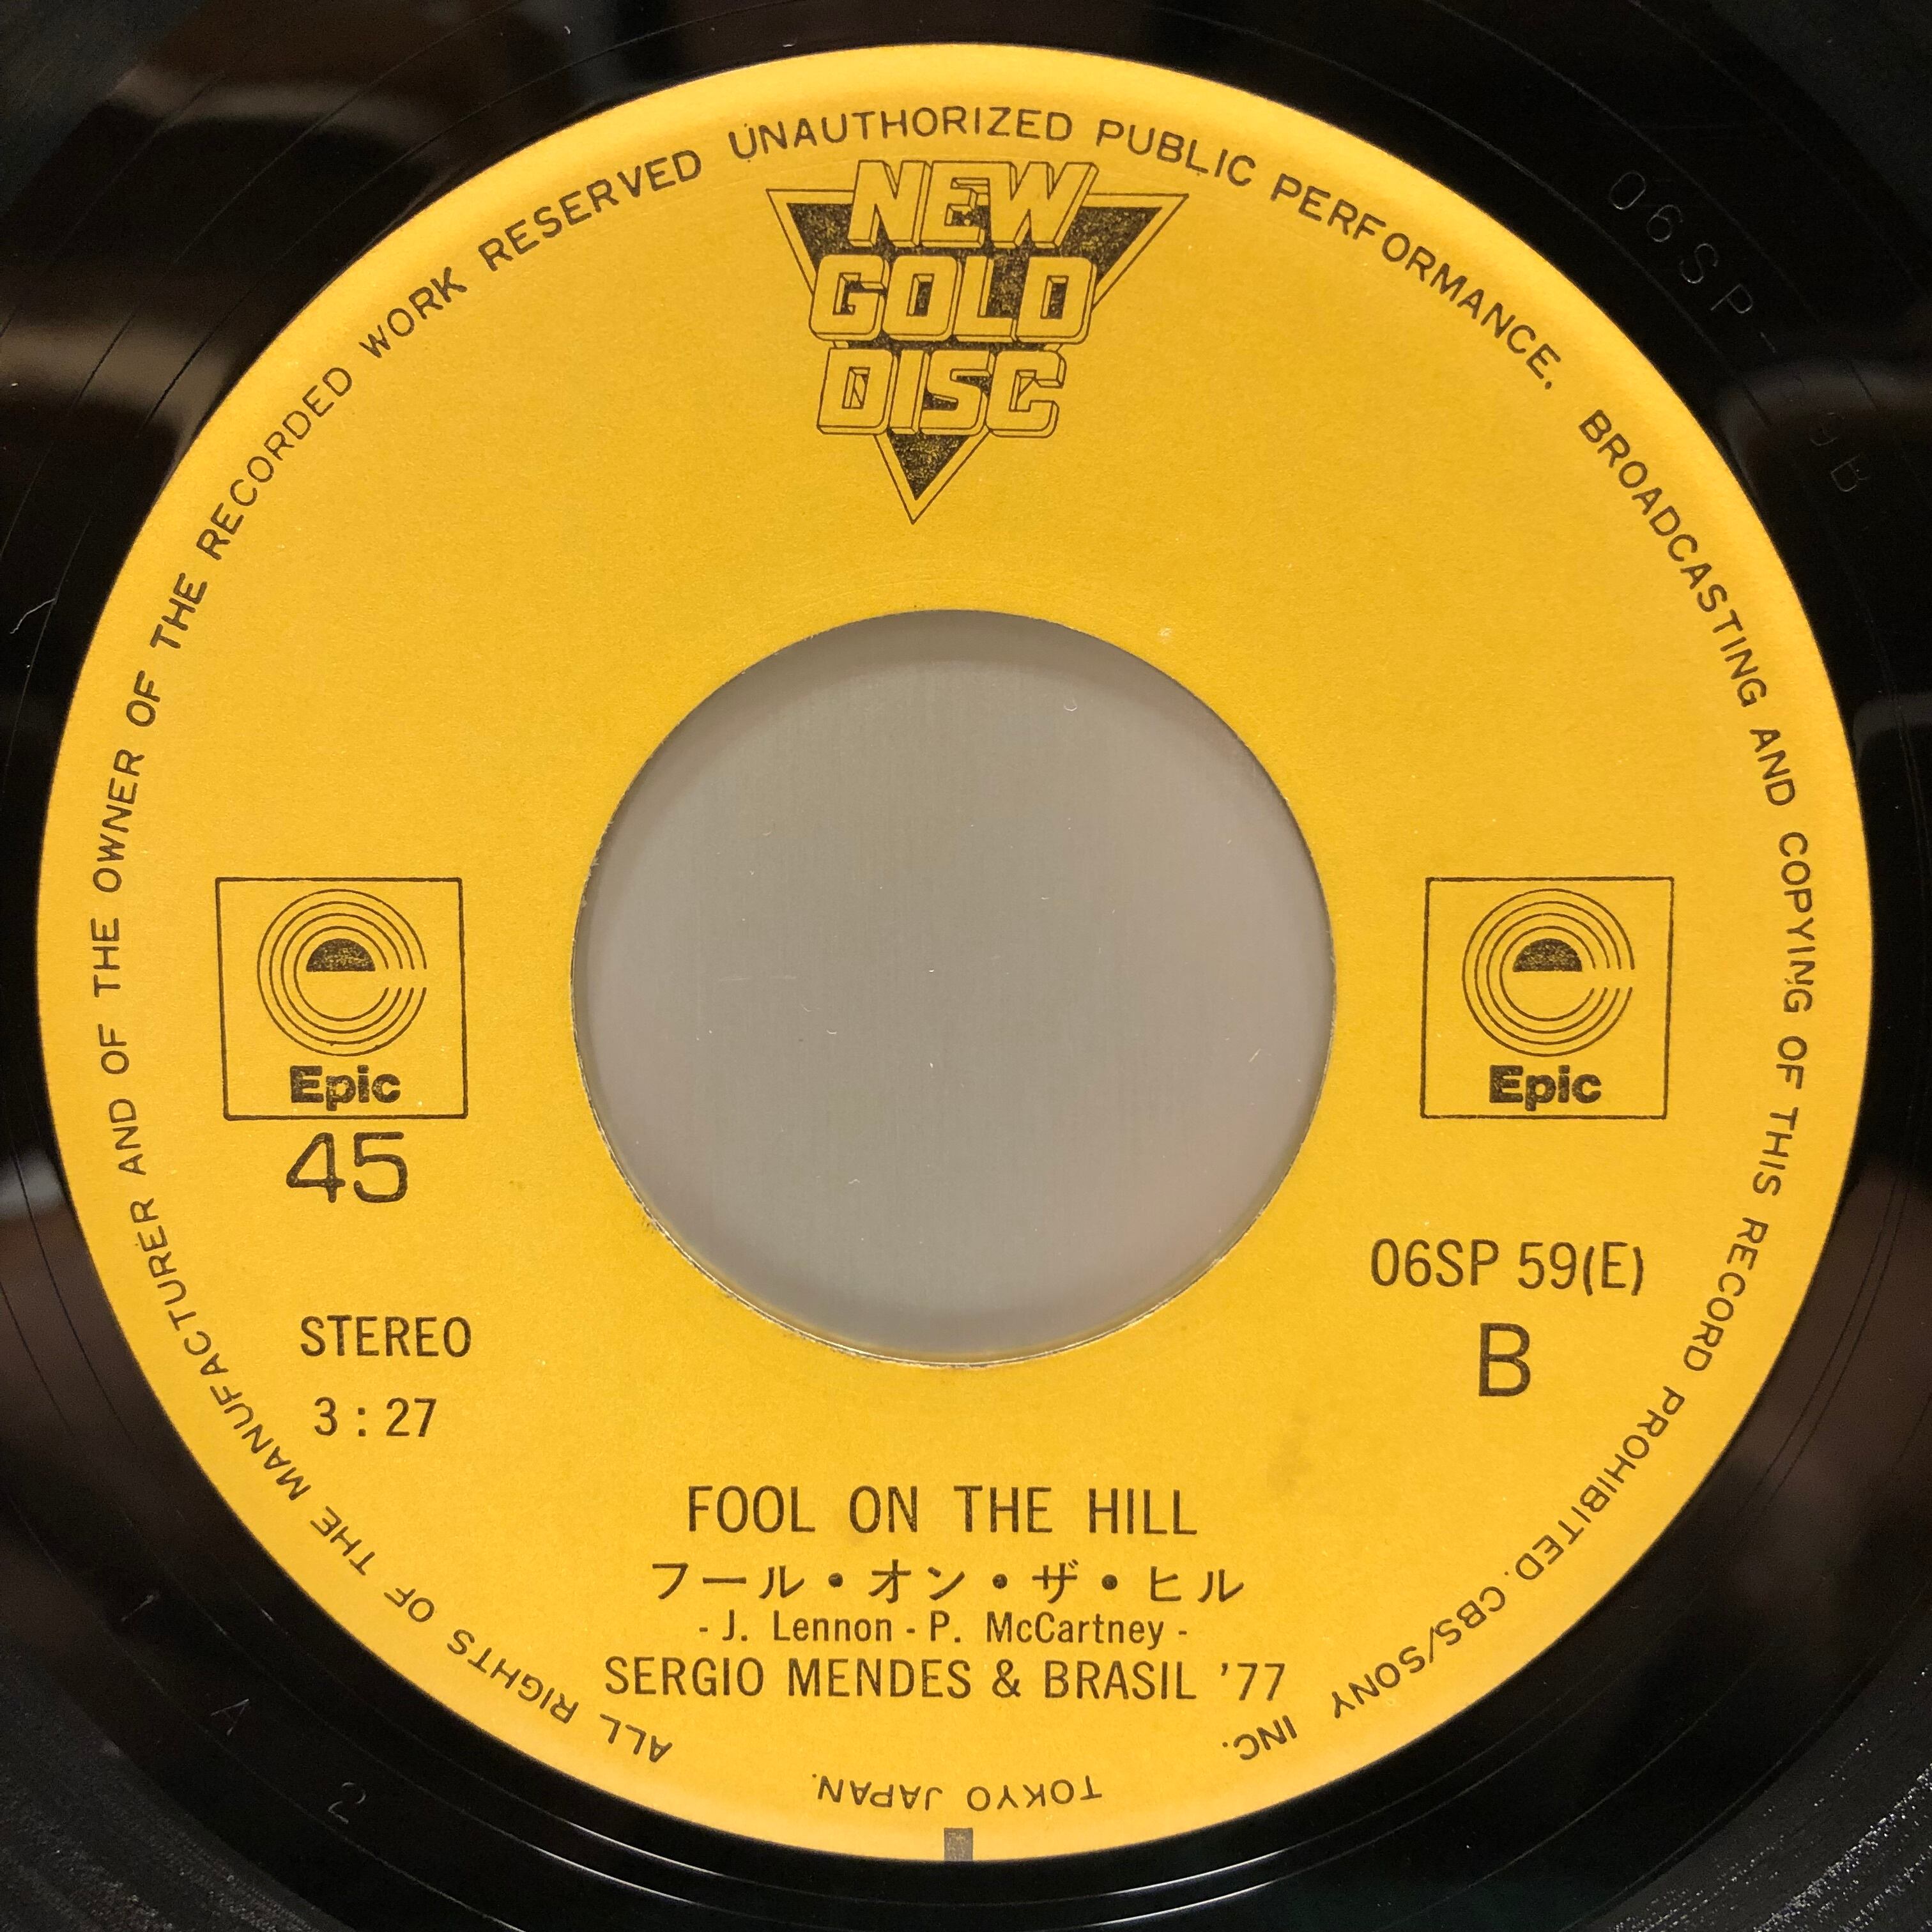 ALL RIGHTS OF THE MANUFACTURER AND OF THE OWNER OF THE RECORDED WORK RESERVED UNAUTHORIZED PUBLIC PERFORMANCE. BROADCASTING AND COPYING OF THIS RECORD PROHIBITED. CBS/SONY INC. TOKYO JAPAN.
NEW
GOLD
DISC
Epic
45
Epic
06SP 59(E)
B
STEREO
3:27
FOOL ON THE HILL
フール・オン・ザ・ヒル
- J. Lennon - P. McCartney -
SERGIO MENDES & BRASIL '77
06SP-
A
2